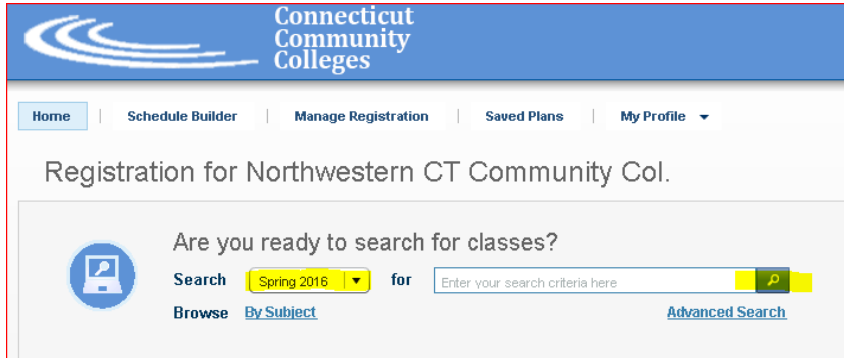 Connecticut
Community
Colleges
Home | Schedule Builder | Manage Registration | Saved Plans | My Profile
Registration for Northwestern CT Community Col.
Are you ready to search for classes?
Search Spring 2016 for Enter your search criteria here
Browse By Subject Advanced Search